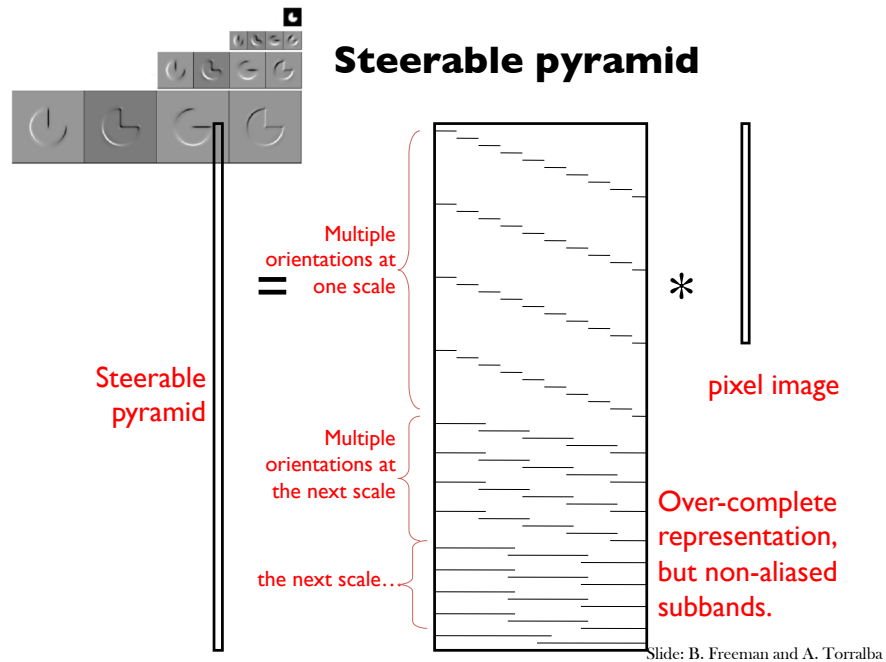 Steerable pyramid
Multiple
orientations at
one scale
=
*
Steerable
pyramid
pixel image
Multiple
orientations at
the next scale
Over-complete
representation,
but non-aliased
subbands.
the next scale…
Slide: B. Freeman and A. Torralba